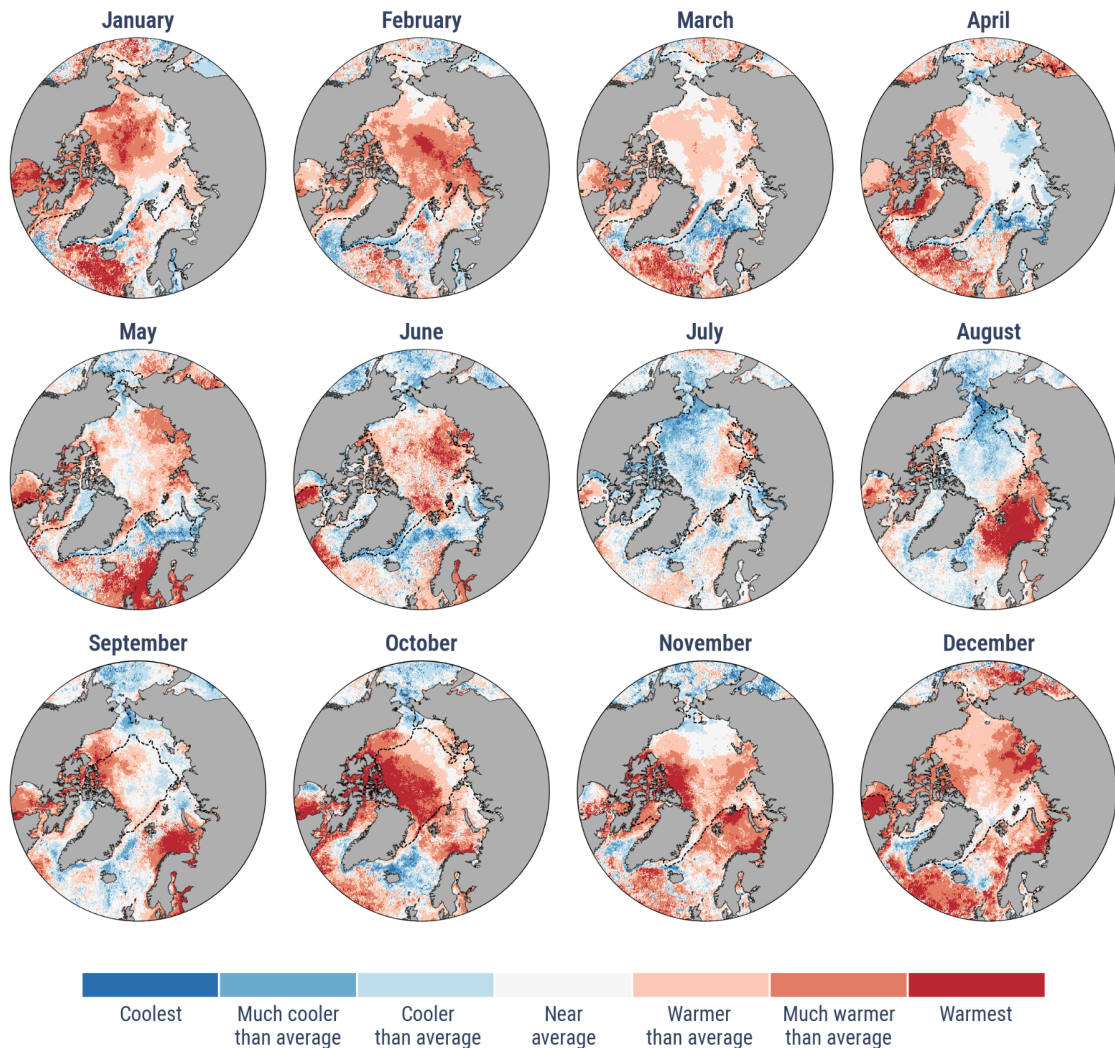 January
February
March
April
May
June
July
August
September
October
November
December
Coolest
Much cooler
than average
Cooler
than average
Near
average
Warmer
than average
Much warmer
than average
Warmest